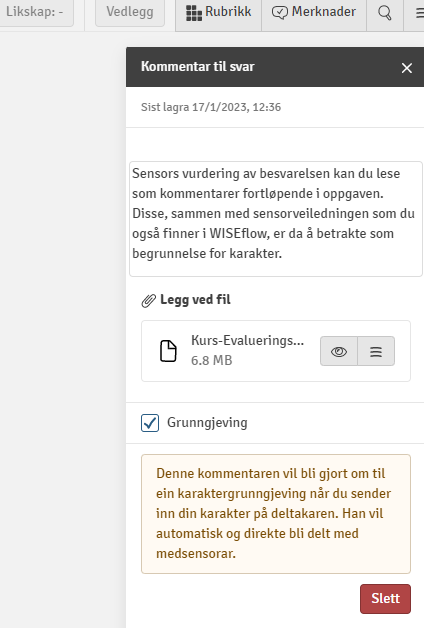 Likskap: - Vedlegg Rubrikk Merknader
Kommentar til svar
Sist lagra 17/1/2023, 12:36
Sensors vurdering av besvarelsen kan du lese
som kommentarer fortløpende i oppgaven.
Disse, sammen med sensorveiledningen som du
også finner i WISEflow, er da å betrakte som
begrunnelse for karakter.
Legg ved fil
Kurs-Evaluerings...
6.8 MB
Grunngjeving
Denne kommentaren vil bli gjort om til
ein karaktergrunngjeving når du sender
inn din karakter på deltakaren. Han vil
automatisk og direkte bli delt med
medsensorar.
Slett